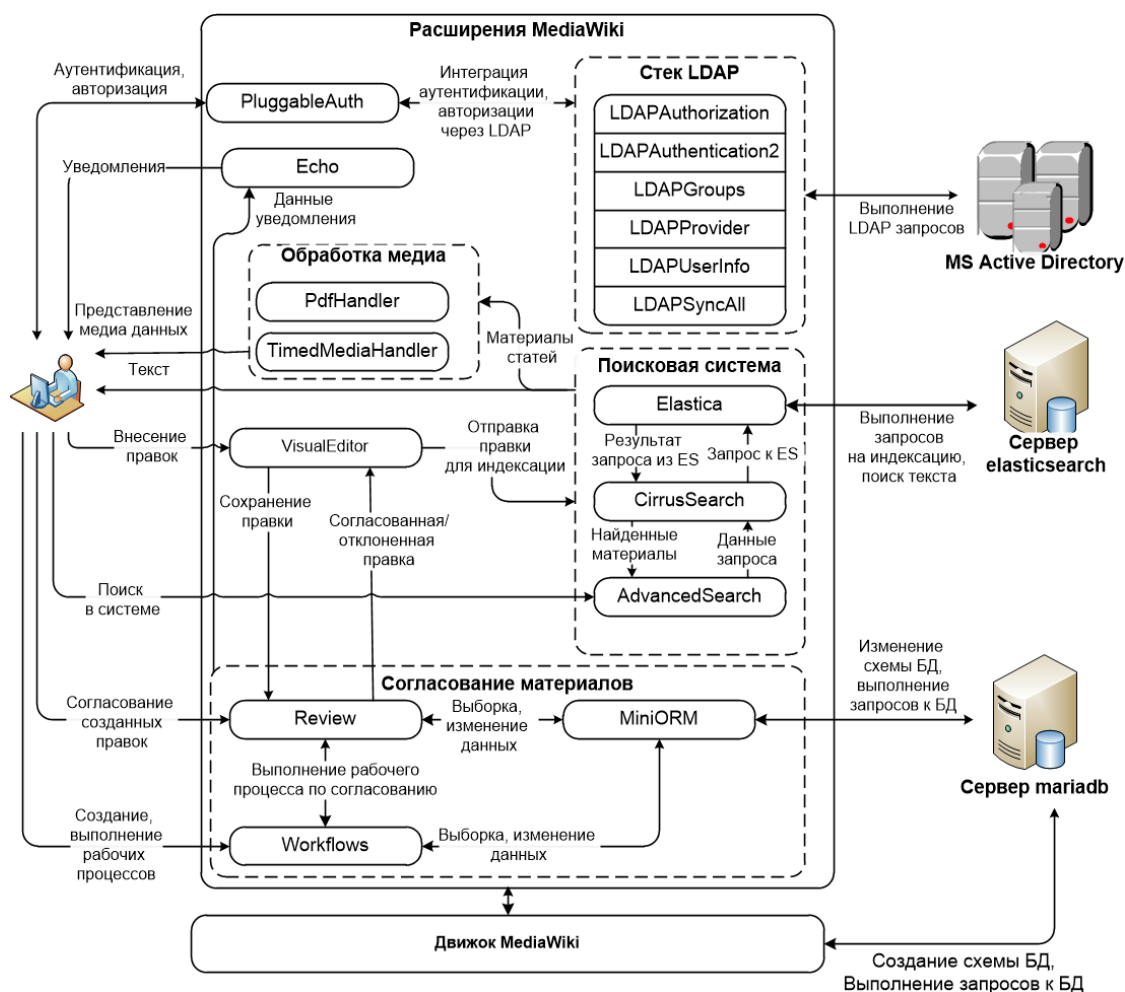 Расширения MediaWiki
Аутентификация,
авторизация
PluggableAuth
Интеграция
аутентификации,
авторизации
через LDAP
Стек LDAP
LDAPAuthorization
LDAPAuthentication2
LDAPGroups
LDAPProvider
LDAPUserInfo
LDAPSyncAll
Выполнение
LDAP запросов
MS Active Directory
Уведомления
Echo
Данные
уведомления
Обработка медиа
PdfHandler
TimedMediaHandler
Представление
медиа данных
Текст
Материалы
статей
Поисковая система
Elastica
Результат
запроса из ES
Запрос к ES
CirrusSearch
Найденные
материалы
Данные
запроса
AdvancedSearch
Выполнение
запросов
на индексацию,
поиск текста
Сервер
elasticsearch
Внесение
правок
VisualEditor
Отправка
правки
для индексации
Сохранение
правки
Согласованная/
отклоненная
правка
Поиск
в системе
Согласование материалов
Согласование
созданных
правок
Review
Выборка,
изменение
данных
MiniORM
Изменение
схемы БД,
выполнение
запросов к БД
Сервер mariadb
Выполнение рабочего
процесса по согласованию
Создание,
выполнение
рабочих
процессов
Workflows
Выборка, изменение
данных
Движок MediaWiki
Создание схемы БД,
Выполнение запросов к БД